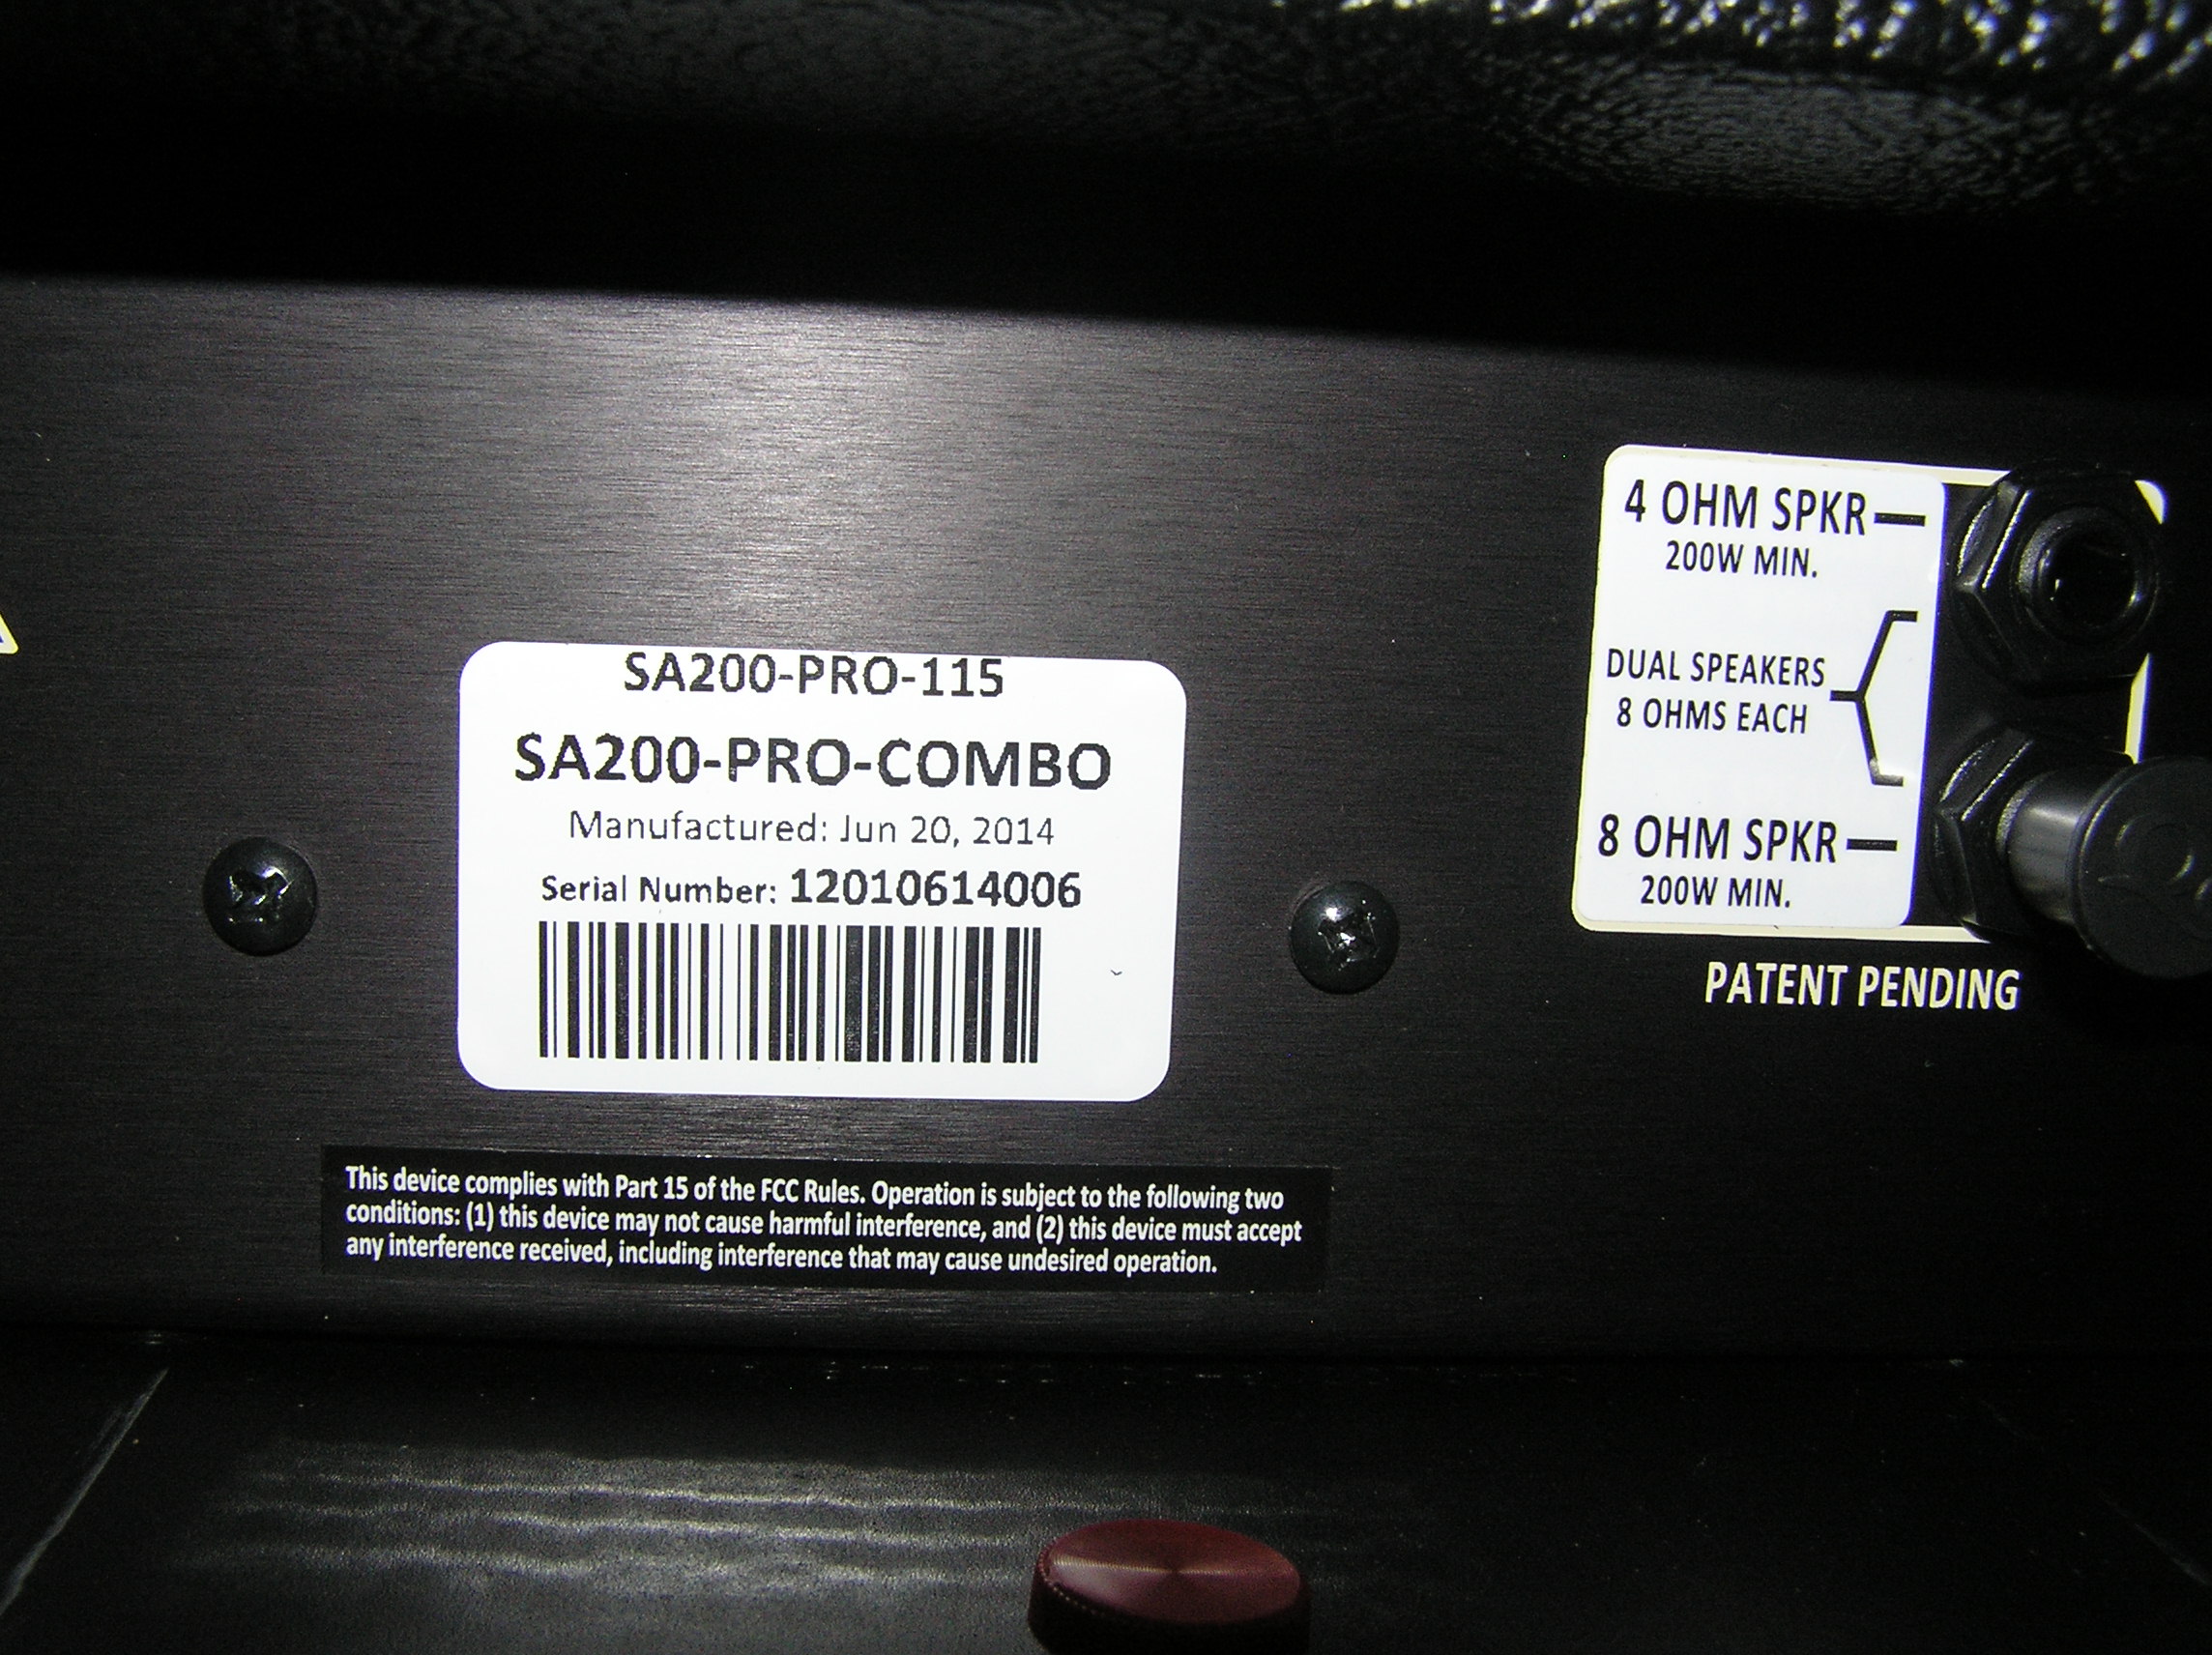 SA200-PRO-115
SA200-PRO-COMBO
Manufactured: Jun 20, 2014
Serial Number: 12010614006
This device complies with Part 15 of the FCC Rules. Operation is subject to the following two
conditions: (1) this device may not cause harmful interference, and (2) this device must accept
any interference received, including interference that may cause undesired operation.
4 OHM SPKR
200W MIN.
DUAL SPEAKERS
8 OHMS EACH
8 OHM SPKR
200W MIN.
PATENT PENDING